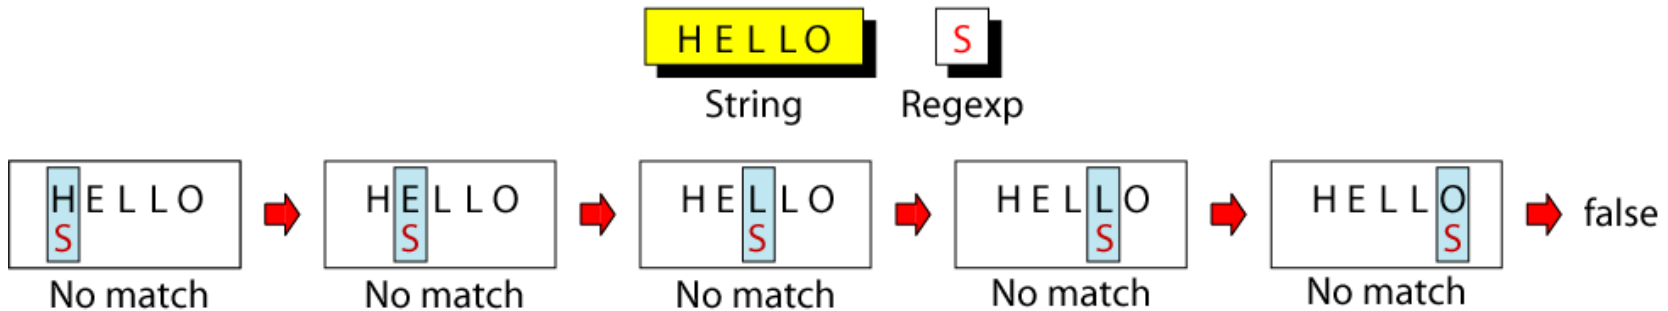 HELLO S
String Regexp
HELLO HELLO HELLO HELLO HELLO false
S S S S S
No match No match No match No match No match